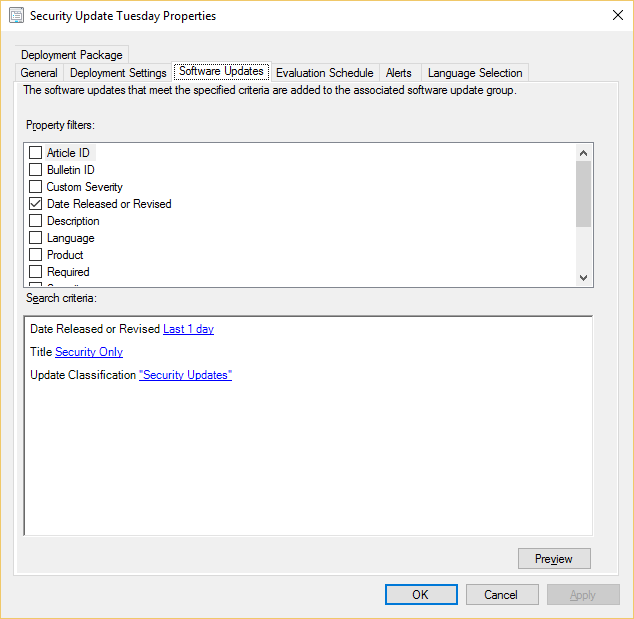 Security Update Tuesday Properties
Deployment Package
General Deployment Settings Software Updates Evaluation Schedule Alerts Language Selection
The software updates that meet the specified criteria are added to the associated software update group.
Property filters:
Article ID
Bulletin ID
Custom Severity
Date Released or Revised
Description
Language
Product
Required
Search criteria:
Date Released or Revised Last 1 day
Title Security Only
Update Classification "Security Updates"
Preview
OK Cancel Apply